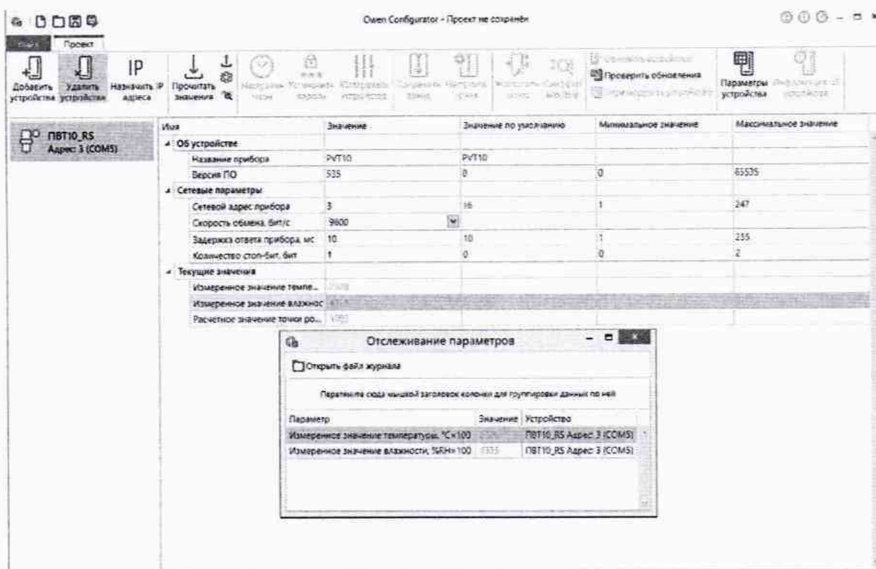 Owen Configurator - Проект не сохранён
Проект
Добавить устройства
Удалить устройства
Назначить IP адреса
Прочитать значения
Проверить обновления
Параметры устройства
ПВТ10_RS
Адрес: 3 (COM5)
Имя Значение Значение по умолчанию Минимальное значение Максимальное значение
Об устройстве
Название прибора PVT10 PVT10
Версия ПО 535 0 0 65535
Сетевые параметры
Сетевой адрес прибора 3 16 1 247
Скорость обмена, бит/с 9600
Задержка ответа прибора, мс 10 10 1 255
Количество стоп-бит, бит 1 0 0 2
Текущие значения
Измеренное значение темпе...
Измеренное значение влажнос
Расчетное значение точки ро...
Отслеживание параметров
Открыть файл журнала
Перетяните сюда мышкой заголовок колонки для группировки данных по ней
Параметр Значение Устройство
Измеренное значение температуры, °C×100 ПВТ10_RS Адрес: 3 (COM5)
Измеренное значение влажности, %RH×100 ПВТ10_RS Адрес: 3 (COM5)